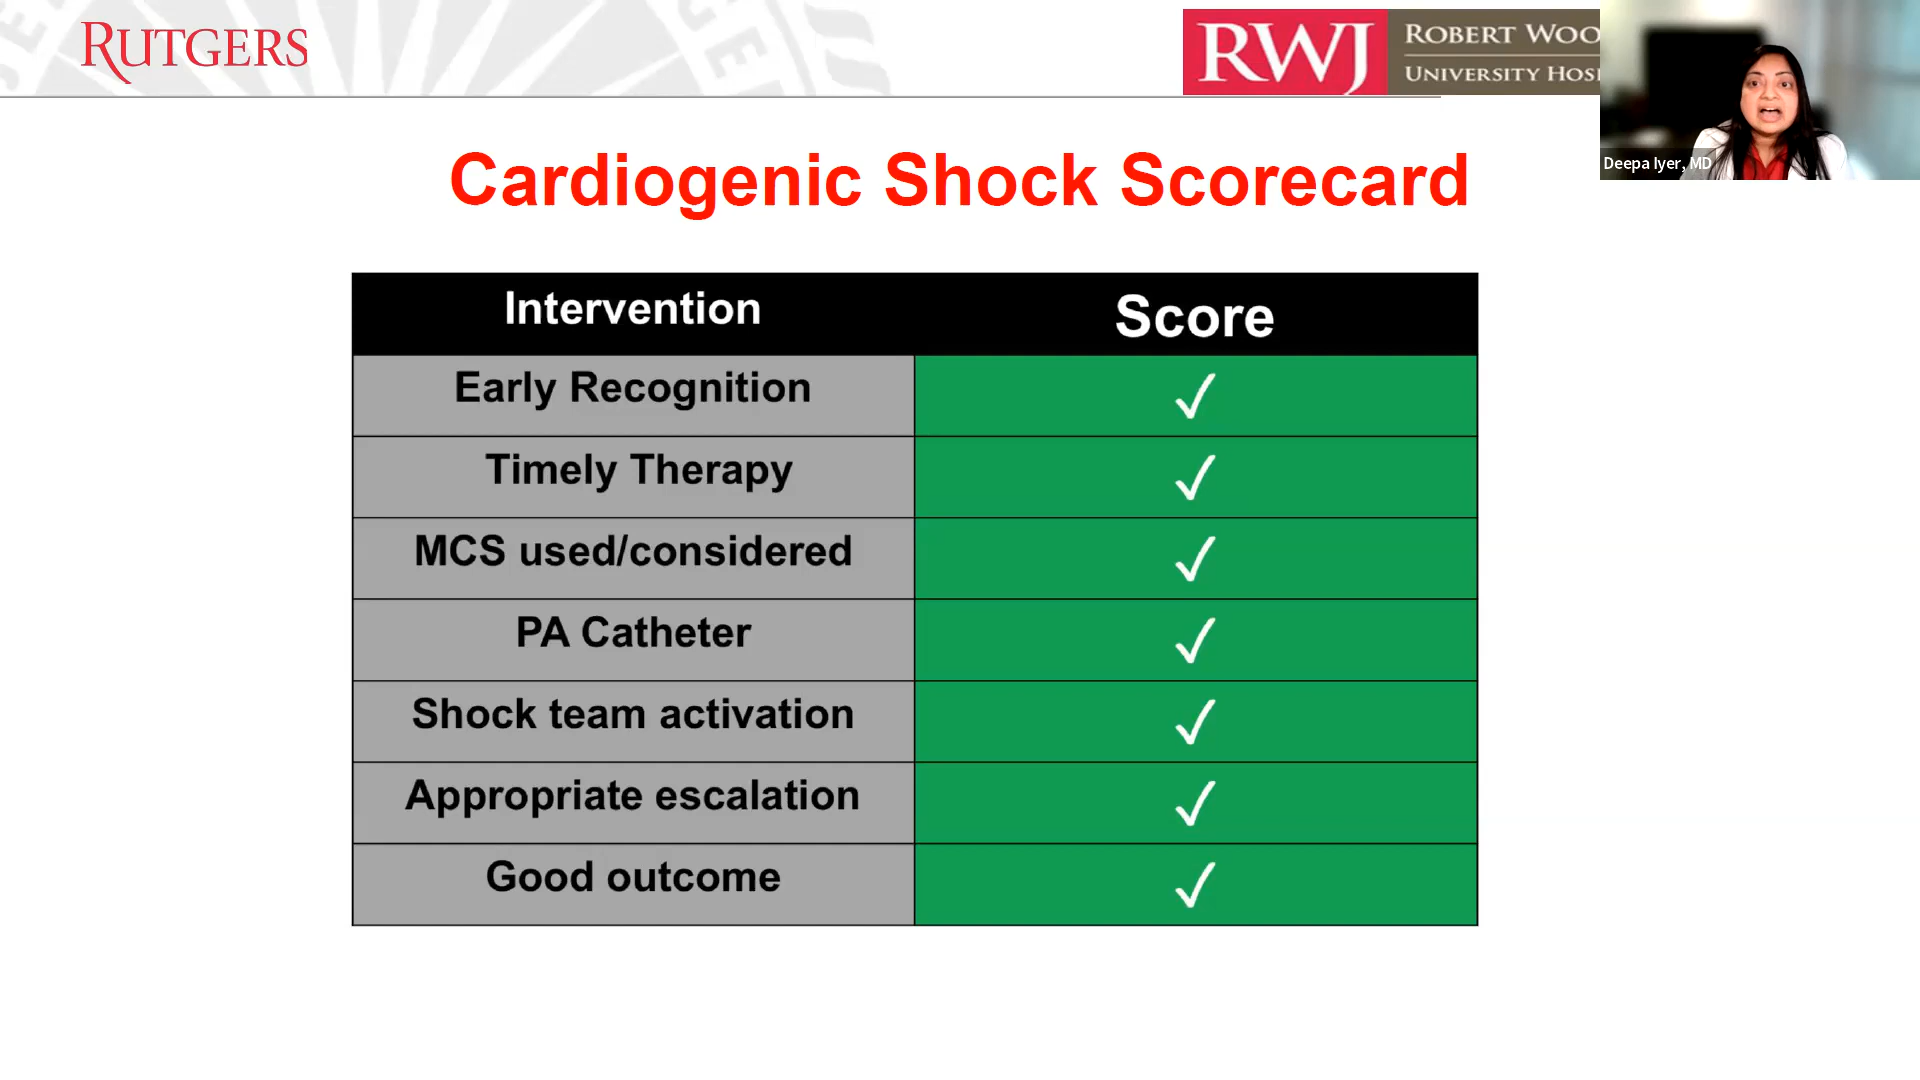 RUTGERS
RWJ
ROBERT WOO
UNIVERSITY HOSI
Deepa Iyer, MD
Cardiogenic Shock Scorecard
Intervention Score
Early Recognition ✓
Timely Therapy ✓
MCS used/considered ✓
PA Catheter ✓
Shock team activation ✓
Appropriate escalation ✓
Good outcome ✓